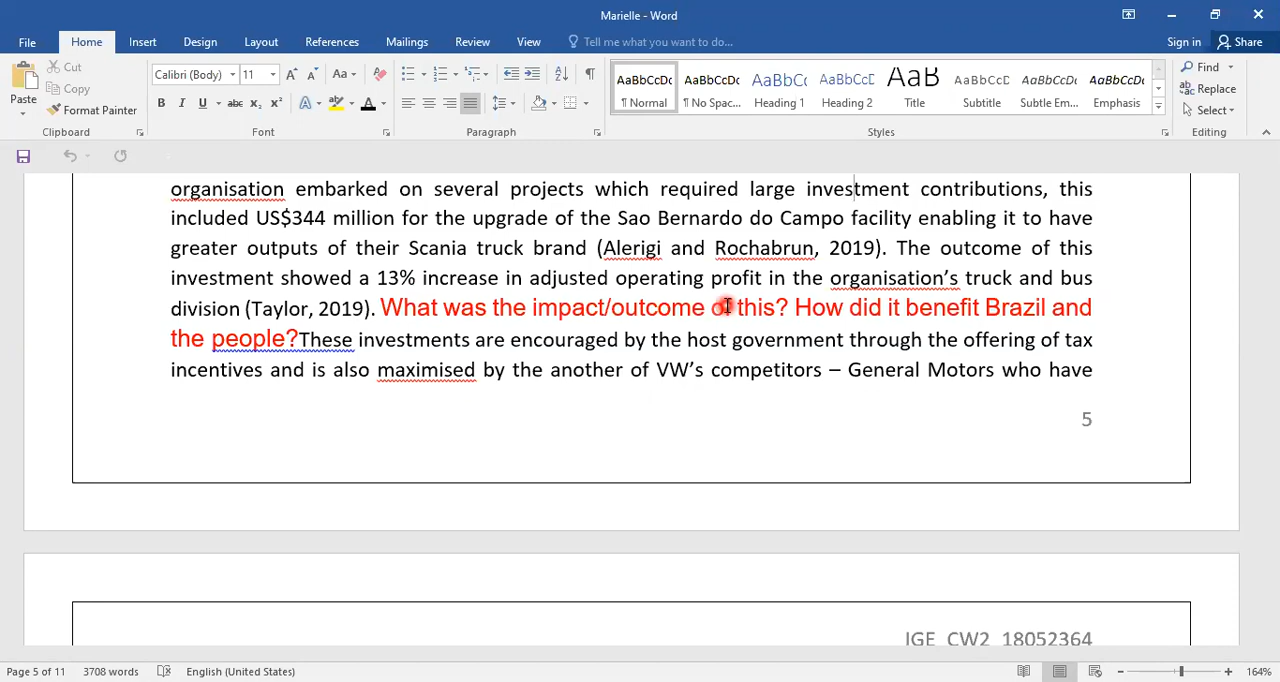 Marielle - Word
File Home Insert Design Layout References Mailings Review View Tell me what you want to do... Sign in Share
Paste Cut Copy Format Painter
Calibri (Body) 11 A A Aa
B I U abc x₂ x² A A
¶ AaBbCcDc ¶ Normal
AaBbCcDc ¶ No Spac...
AaBbC Heading 1
AaBbCcC Heading 2
AaB Title
AaBbCcD Subtitle
AaBbCcDc Subtle Em...
AaBbCcDc Emphasis
Find Replace Select
Clipboard Font Paragraph Styles Editing
organisation embarked on several projects which required large investment contributions, this
included US$344 million for the upgrade of the Sao Bernardo do Campo facility enabling it to have
greater outputs of their Scania truck brand (Alerigi and Rochabrun, 2019). The outcome of this
investment showed a 13% increase in adjusted operating profit in the organisation's truck and bus
division (Taylor, 2019). What was the impact/outcome of this? How did it benefit Brazil and
the people?These investments are encouraged by the host government through the offering of tax
incentives and is also maximised by the another of VW's competitors – General Motors who have
5
IGE_CW2_18052364
Page 5 of 11 3708 words English (United States) 164%